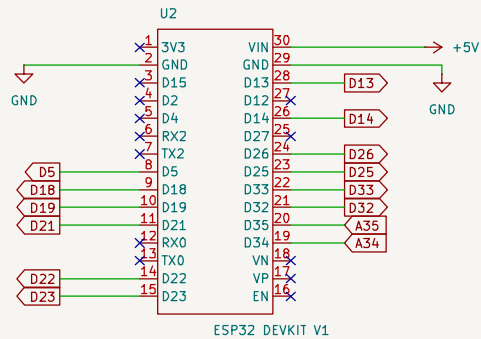 U2
1 3V3 VIN 30 +5V
2 GND GND 29
GND
3 D15 D13 28 D13
GND
4 D2 D12 27
5 D4 D14 26 D14
6 RX2 D27 25
7 TX2 D26 24 D26
D5 8 D5 D25 23 D25
D18 9 D18 D33 22 D33
D19 10 D19 D32 21 D32
D21 11 D21 D35 20 A35
12 RX0 D34 19 A34
13 TX0 VN 18
D22 14 D22 VP 17
D23 15 D23 EN 16
ESP32 DEVKIT V1